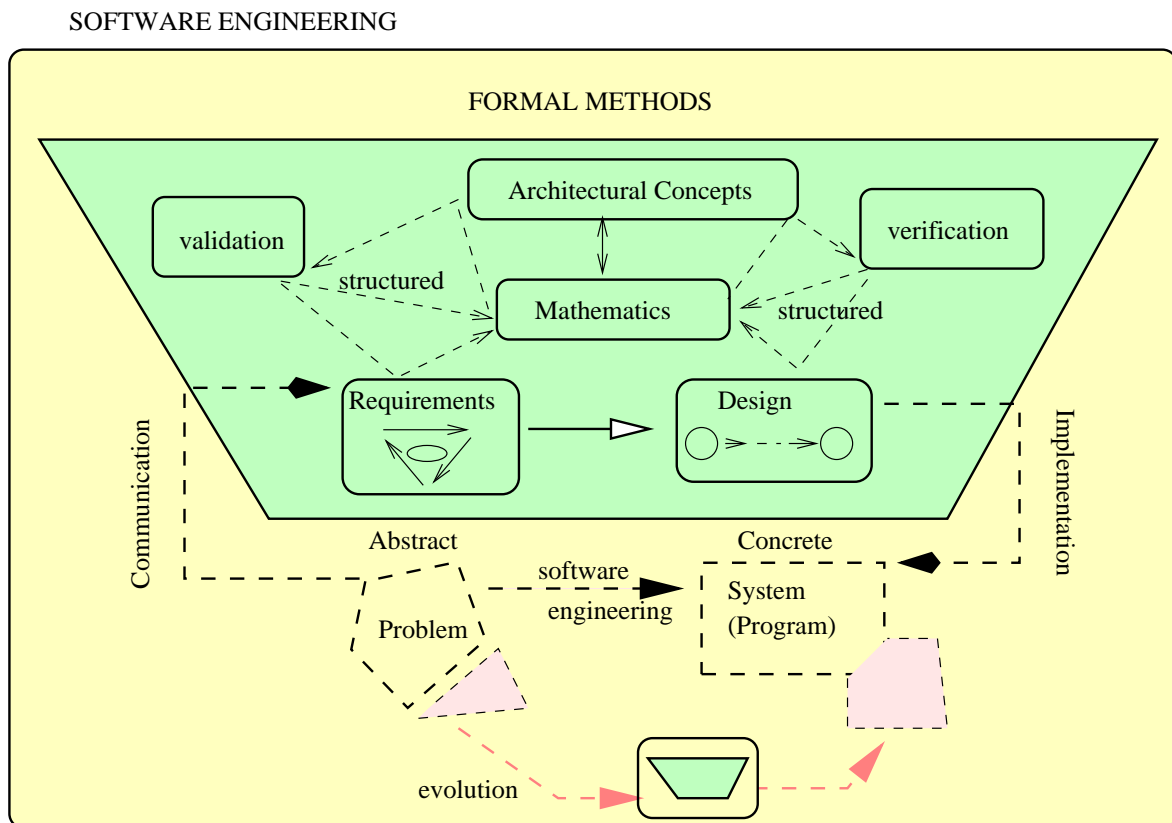 SOFTWARE ENGINEERING
FORMAL METHODS
Architectural Concepts
validation
verification
structured
Mathematics
structured
Requirements
Design
Communication
Implementation
Abstract
Concrete
software
engineering
Problem
System
(Program)
evolution